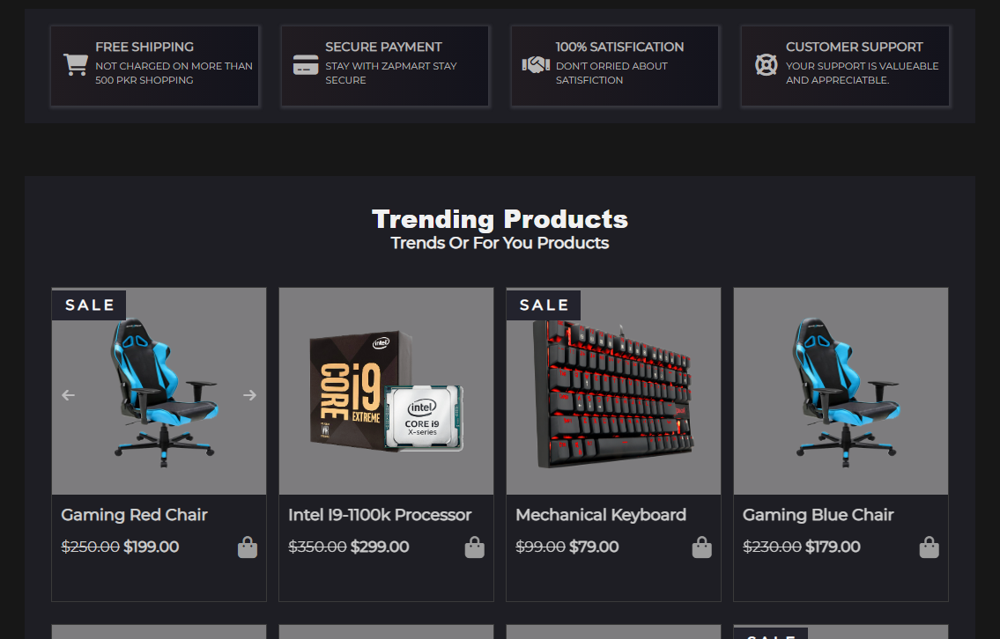 FREE SHIPPING
NOT CHARGED ON MORE THAN
500 PKR SHOPPING
SECURE PAYMENT
STAY WITH ZAPMART STAY
SECURE
100% SATISFICATION
DON'T ORRIED ABOUT
SATISFICTION
CUSTOMER SUPPORT
YOUR SUPPORT IS VALUEABLE
AND APPRECIATBLE.
Trending Products
Trends Or For You Products
SALE
Gaming Red Chair
$250.00 $199.00
intel
CORE
i9
EXTREME
intel
CORE i9
X-series
Intel I9-1100k Processor
$350.00 $299.00
SALE
Mechanical Keyboard
$99.00 $79.00
Gaming Blue Chair
$230.00 $179.00
SALE